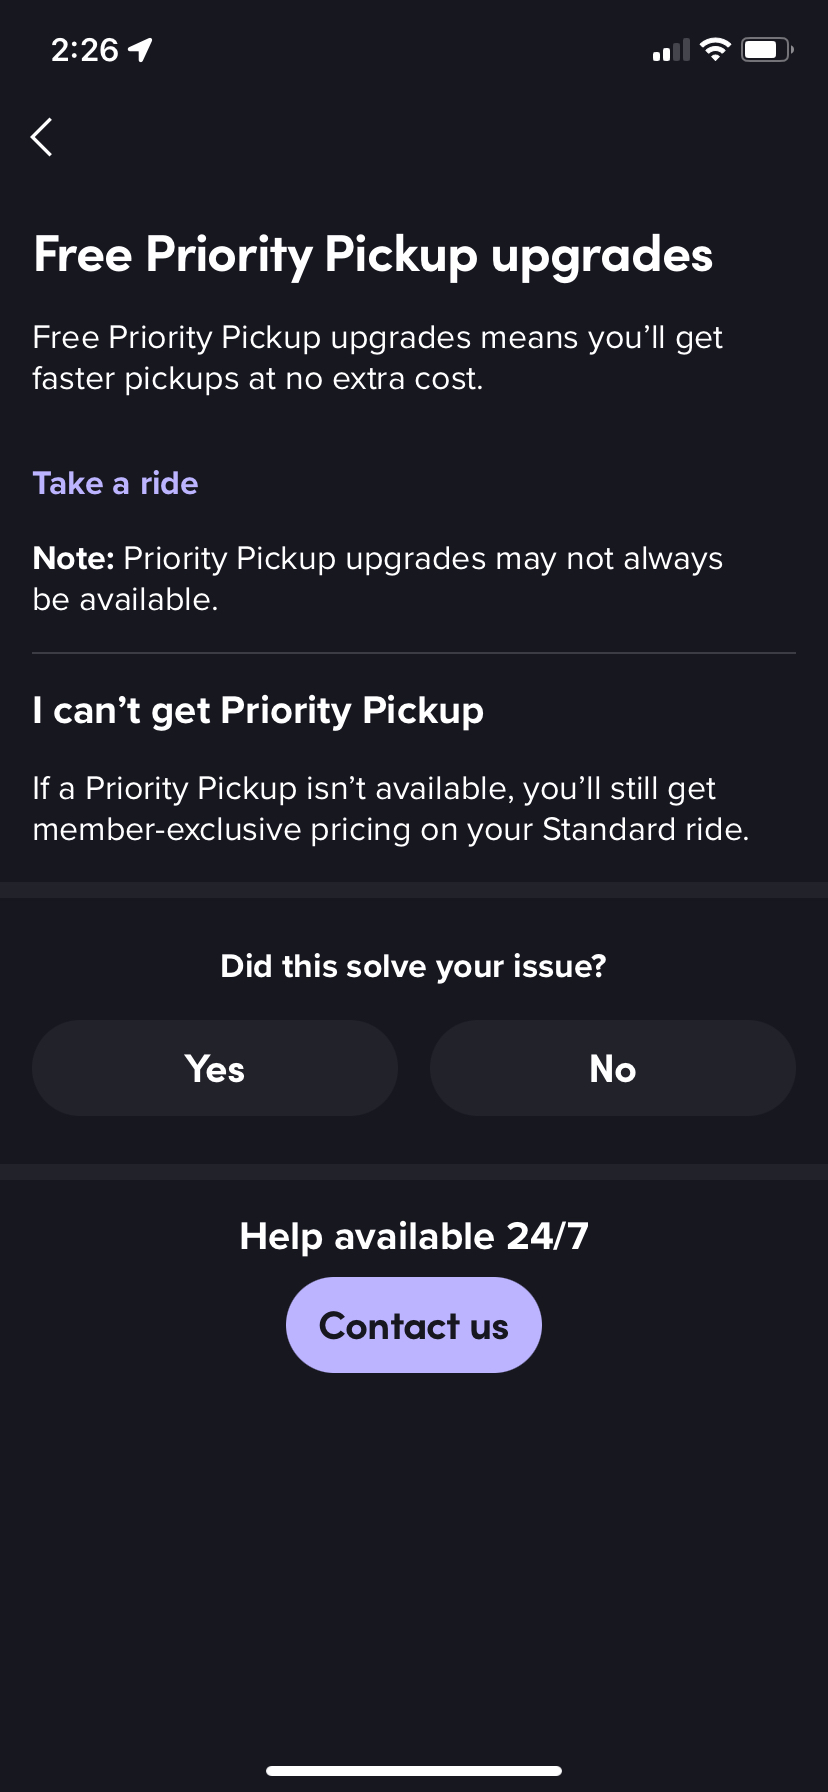 2:26
Free Priority Pickup upgrades
Free Priority Pickup upgrades means you’ll get
faster pickups at no extra cost.
Take a ride
Note: Priority Pickup upgrades may not always
be available.
I can’t get Priority Pickup
If a Priority Pickup isn’t available, you’ll still get
member-exclusive pricing on your Standard ride.
Did this solve your issue?
Yes
No
Help available 24/7
Contact us